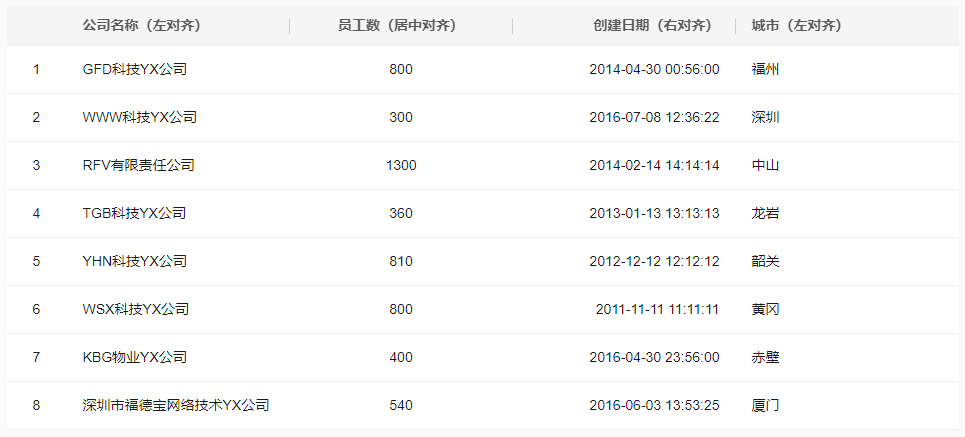 公司名称（左对齐） 员工数（居中对齐） 创建日期（右对齐） 城市（左对齐）
1 GFD科技YX公司 800 2014-04-30 00:56:00 福州
2 WWW科技YX公司 300 2016-07-08 12:36:22 深圳
3 RFV有限责任公司 1300 2014-02-14 14:14:14 中山
4 TGB科技YX公司 360 2013-01-13 13:13:13 龙岩
5 YHN科技YX公司 810 2012-12-12 12:12:12 韶关
6 WSX科技YX公司 800 2011-11-11 11:11:11 黄冈
7 KBG物业YX公司 400 2016-04-30 23:56:00 赤壁
8 深圳市福德宝网络技术YX公司 540 2016-06-03 13:53:25 厦门